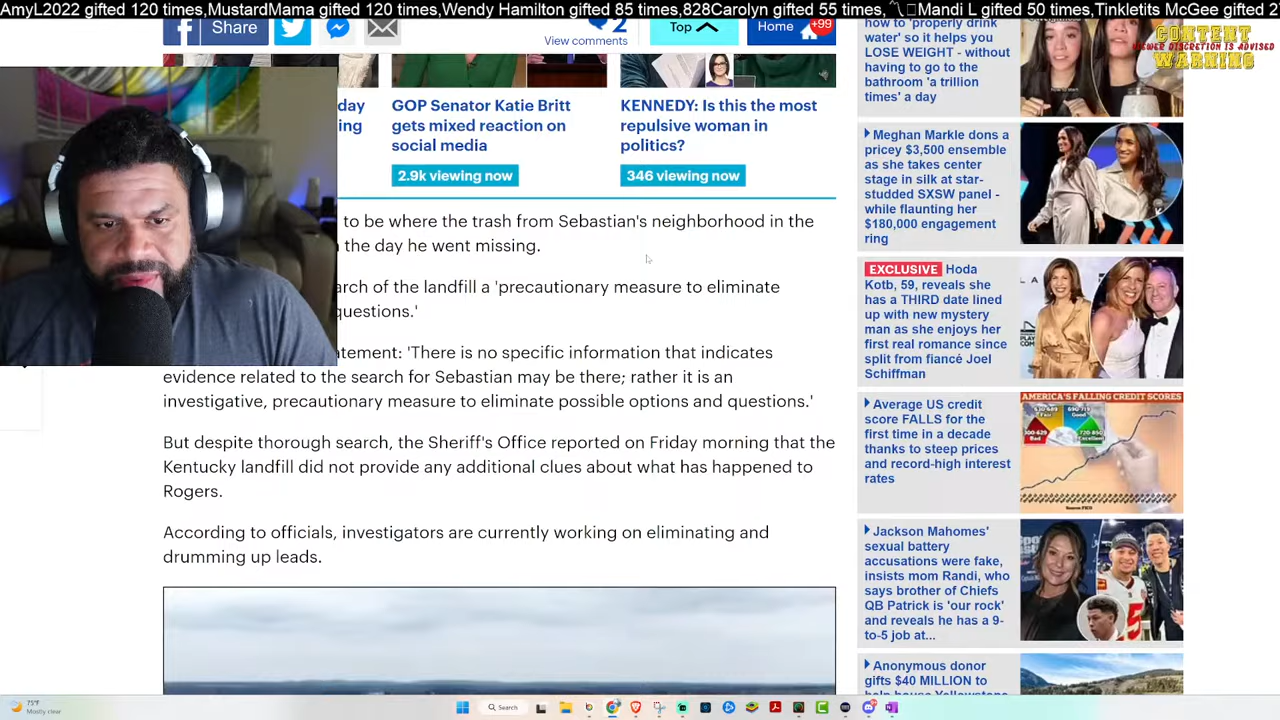 AmyL2022 gifted 120 times,MustardMama gifted 120 times,Wendy Hamilton gifted 85 times,828Carolyn gifted 55 times, Mandi L gifted 50 times,Tinkletits McGee gifted 2
Share
2
View comments
Top
Home
+99
CONTENT
VIEWER DISCRETION IS ADVISED
WARNING
day
ing
GOP Senator Katie Britt
gets mixed reaction on
social media
2.9k viewing now
KENNEDY: Is this the most
repulsive woman in
politics?
346 viewing now
to be where the trash from Sebastian's neighborhood in the
the day he went missing.
arch of the landfill a 'precautionary measure to eliminate
questions.'
atement: 'There is no specific information that indicates
evidence related to the search for Sebastian may be there; rather it is an
investigative, precautionary measure to eliminate possible options and questions.'
But despite thorough search, the Sheriff's Office reported on Friday morning that the
Kentucky landfill did not provide any additional clues about what has happened to
Rogers.
According to officials, investigators are currently working on eliminating and
drumming up leads.
how to 'properly drink
water' so it helps you
LOSE WEIGHT - without
having to go to the
bathroom 'a trillion
times' a day
Meghan Markle dons a
pricey $3,500 ensemble
as she takes center
stage in silk at star-
studded SXSW panel -
while flaunting her
$180,000 engagement
ring
EXCLUSIVE Hoda
Kotb, 59, reveals she
has a THIRD date lined
up with new mystery
man as she enjoys her
first real romance since
split from fiancé Joel
Schiffman
Average US credit
score FALLS for the
first time in a decade
thanks to steep prices
and record-high interest
rates
AMERICA'S FALLING CREDIT SCORES
Jackson Mahomes'
sexual battery
accusations were fake,
insists mom Randi, who
says brother of Chiefs
QB Patrick is 'our rock'
and reveals he has a 9-
to-5 job at...
Anonymous donor
gifts $40 MILLION to
help house Yellowstone
75°F
Mostly clear
Search